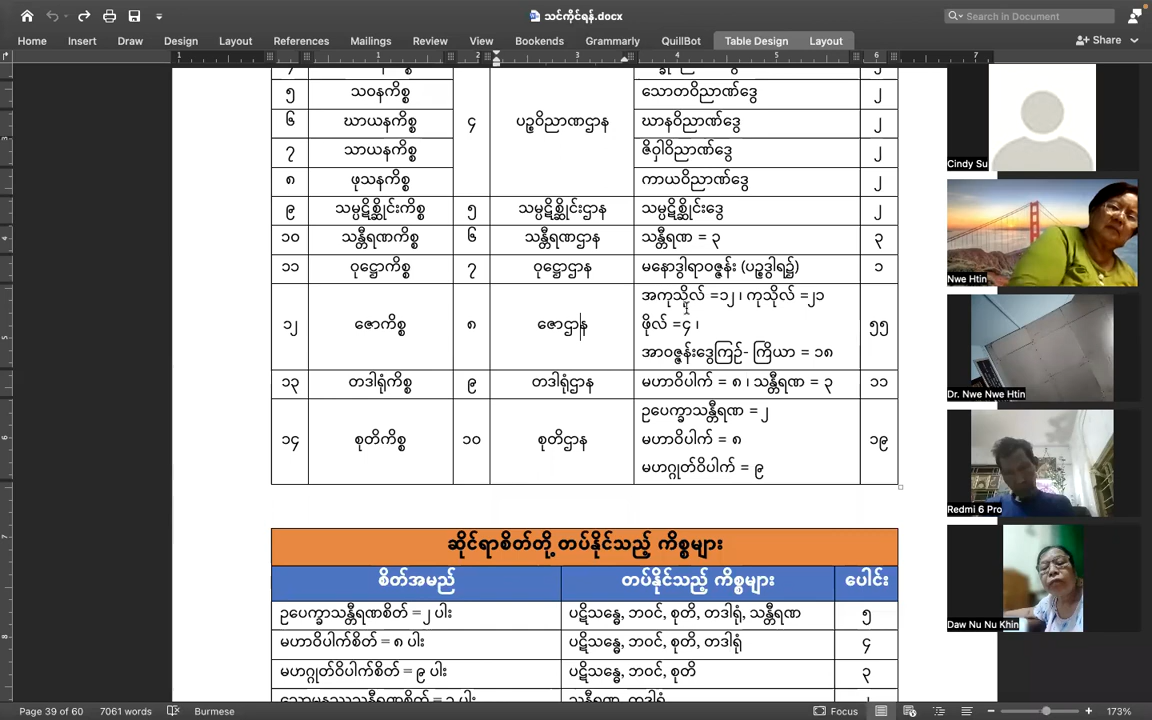 သင်ကိုင်ရန်.docx
Search in Document
Home Insert Draw Design Layout References Mailings Review View Bookends Grammarly QuillBot Table Design Layout Share
၅ သဝနကိစ္စ သောတဝိညာဏ်ဒွေ ၂
၆ ဃာယနကိစ္စ ၄ ပဉ္စဝိညာဏဌာန ဃာနဝိညာဏ်ဒွေ ၂
၇ သာယနကိစ္စ ဇိဝှါဝိညာဏ်ဒွေ ၂
၈ ဖုသနကိစ္စ ကာယဝိညာဏ်ဒွေ ၂
၉ သမ္ပဋိစ္ဆိုင်းကိစ္စ ၅ သမ္ပဋိစ္ဆိုင်းဌာန သမ္ပဋိစ္ဆိုင်းဒွေ ၂
၁၀ သန္တီရဏကိစ္စ ၆ သန္တီရဏဌာန သန္တီရဏ = ၃ ၃
၁၁ ဝုဋ္ဌောကိစ္စ ၇ ဝုဋ္ဌောဌာန မနောဒွါရာဝဇ္ဇန်း (ပဉ္စဒွါရ၌) ၁
၁၂ ဇောကိစ္စ ၈ ဇောဌာန အကုသိုလ် =၁၂ ၊ ကုသိုလ် =၂၁
ဖိုလ် =၄ ၊
အာဝဇ္ဇန်းဒွေကြဉ်- ကြိယာ = ၁၈ ၅၅
၁၃ တဒါရုံကိစ္စ ၉ တဒါရုံဌာန မဟာဝိပါက် = ၈ ၊ သန္တီရဏ = ၃ ၁၁
၁၄ စုတိကိစ္စ ၁၀ စုတိဌာန ဥပေက္ခာသန္တီရဏ =၂
မဟာဝိပါက် = ၈
မဟဂ္ဂုတ်ဝိပါက် = ၉ ၁၉
ဆိုင်ရာစိတ်တို့ တပ်နိုင်သည့် ကိစ္စများ
စိတ်အမည် တပ်နိုင်သည့် ကိစ္စများ ပေါင်း
ဥပေက္ခာသန္တီရဏစိတ် =၂ ပါး ပဋိသန္ဓေ, ဘဝင်, စုတိ, တဒါရုံ, သန္တီရဏ ၅
မဟာဝိပါက်စိတ် = ၈ ပါး ပဋိသန္ဓေ, ဘဝင်, စုတိ, တဒါရုံ ၄
မဟဂ္ဂုတ်ဝိပါက်စိတ် = ၉ ပါး ပဋိသန္ဓေ, ဘဝင်, စုတိ ၃
Page 39 of 60 7061 words Burmese Focus 173%
Cindy Su
Nwe Htin
Dr. Nwe Nwe Htin
Redmi 6 Pro
Daw Nu Nu Khin